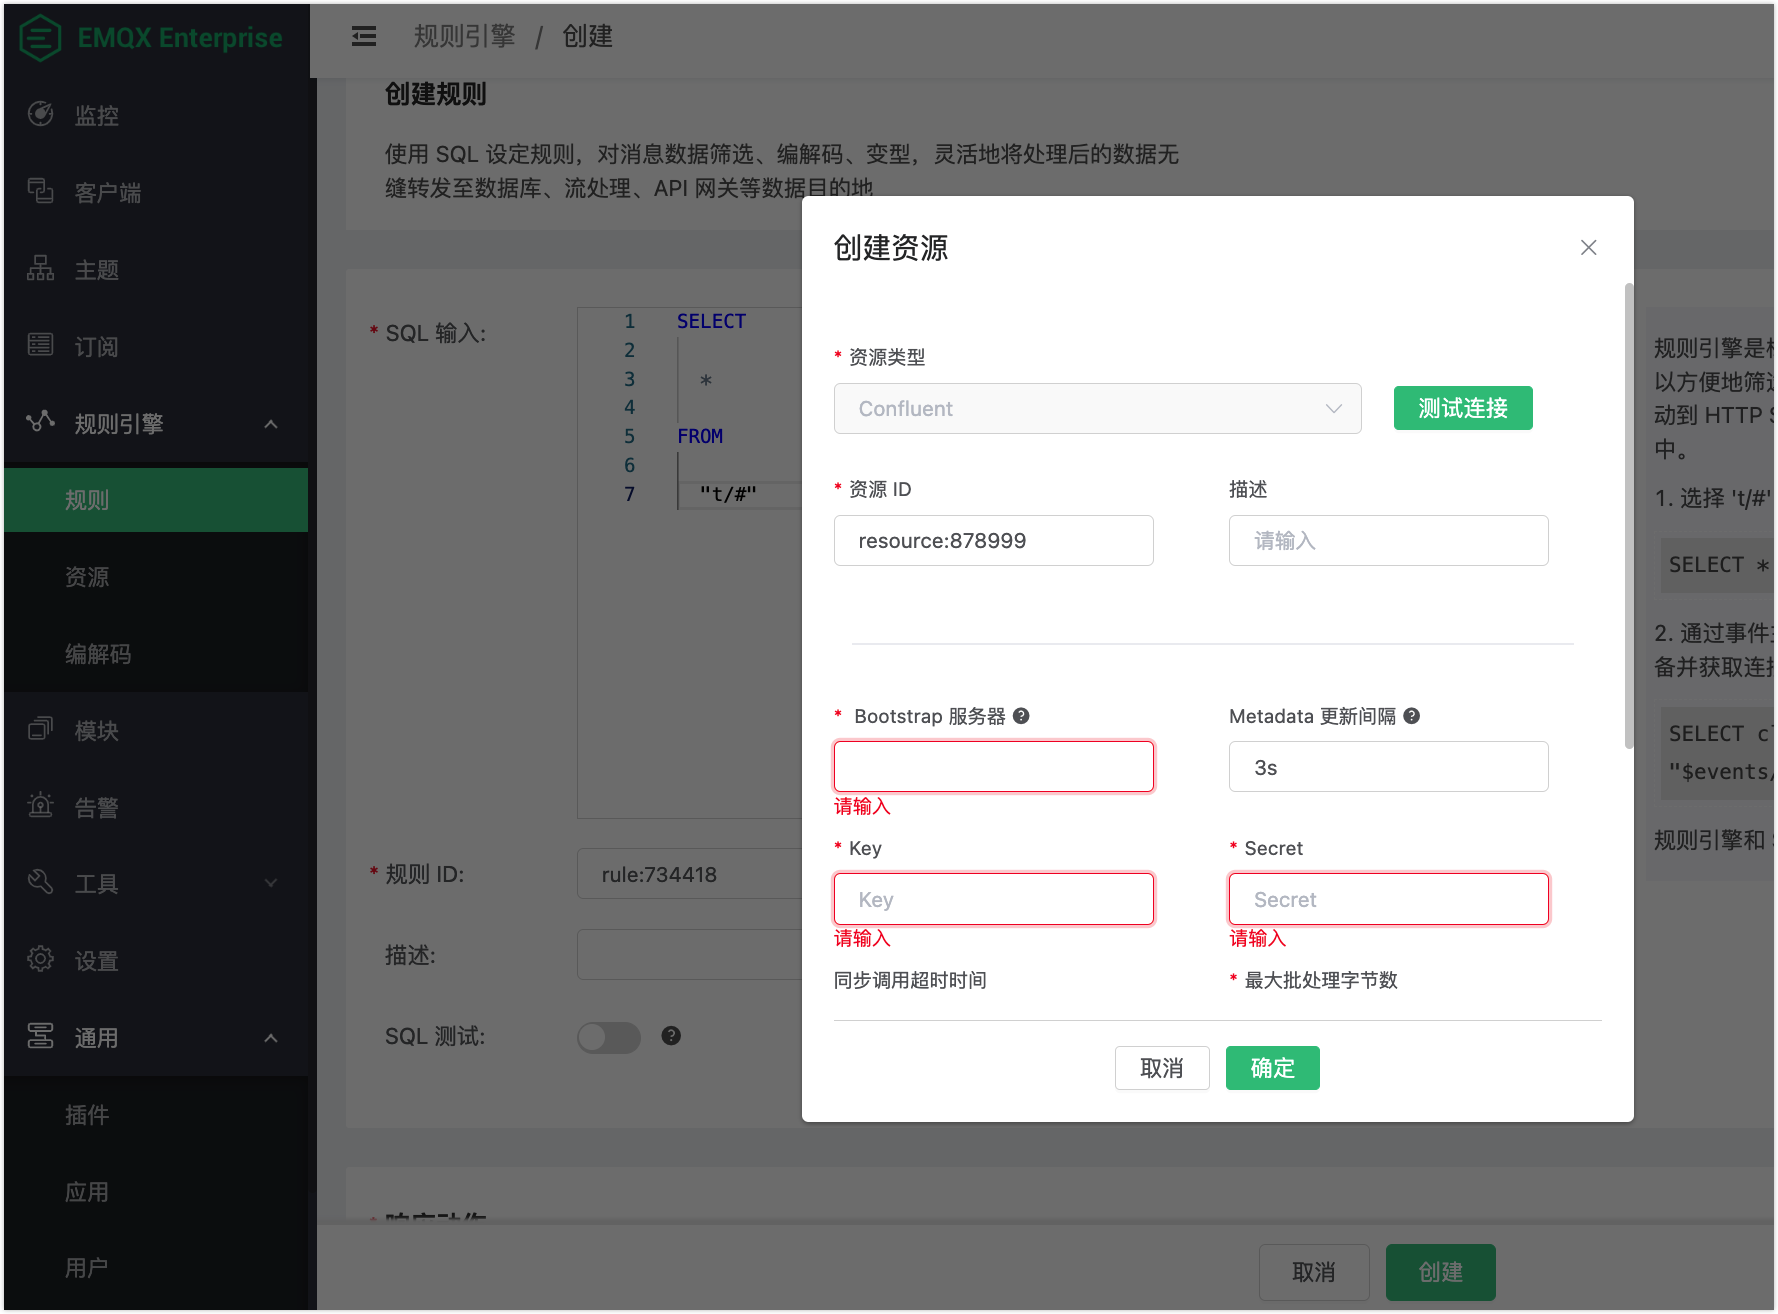 EMQX Enterprise
监控
客户端
主题
订阅
规则引擎
规则
资源
编解码
模块
告警
工具
设置
通用
插件
应用
用户
规则引擎 / 创建
创建规则
使用 SQL 设定规则，对消息数据筛选、编解码、变型，灵活地将处理后的数据无
缝转发至数据库、流处理、API 网关等数据目的地
* SQL 输入:
1 SELECT
2
3 *
4
5 FROM
6
7 "t/#"
* 规则 ID:
rule:734418
描述:
SQL 测试:
创建资源
* 资源类型
Confluent
测试连接
* 资源 ID
描述
resource:878999
请输入
* Bootstrap 服务器
Metadata 更新间隔
3s
请输入
* Key
* Secret
Key
Secret
请输入
请输入
同步调用超时时间
* 最大批处理字节数
取消
确定
规则引擎是
以方便地筛
动到 HTTP
中。
1. 选择 't/#'
SELECT *
2. 通过事件
备并获取连
SELECT
"$events/
规则引擎和
取消
创建